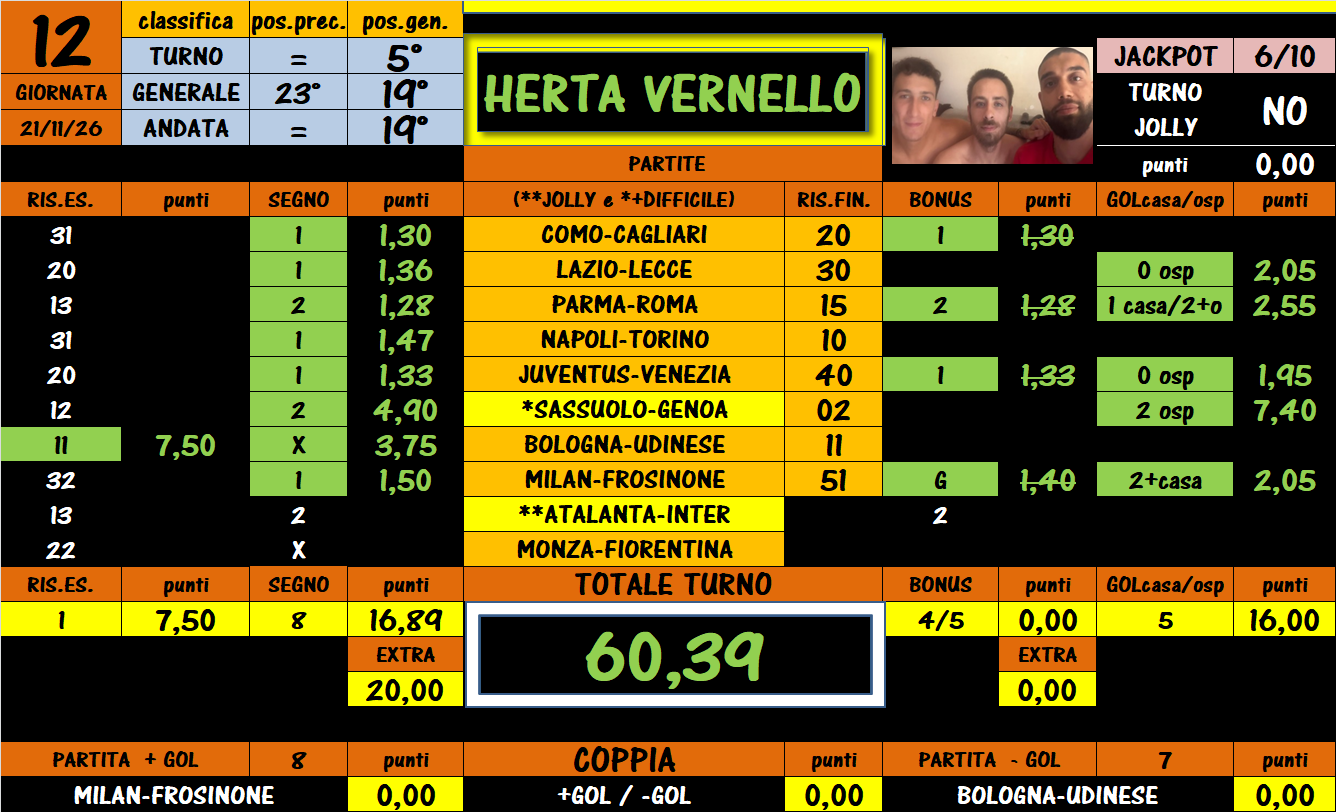 12 classifica pos.prec. pos.gen.
TURNO = 5°
GIORNATA GENERALE 23° 19°
21/11/26 ANDATA = 19°
HERTA VERNELLO
JACKPOT 6/10
TURNO JOLLY NO
punti 0,00
PARTITE
RIS.ES. punti SEGNO punti (**JOLLY e *+DIFFICILE) RIS.FIN. BONUS GOLcasa/osp punti
31 1 1,30 COMO-CAGLIARI 20 1 1,30
20 1 1,36 LAZIO-LECCE 30 0 osp 2,05
13 2 1,28 PARMA-ROMA 15 2 1,28 1 casa/2+o 2,55
31 1 1,47 NAPOLI-TORINO 10
20 1 1,33 JUVENTUS-VENEZIA 40 1 1,33 0 osp 1,95
12 2 4,90 *SASSUOLO-GENOA 02 2 osp 7,40
11 7,50 X 3,75 BOLOGNA-UDINESE 11
32 1 1,50 MILAN-FROSINONE 51 G 1,40 2+casa 2,05
13 2 **ATALANTA-INTER 2
22 X MONZA-FIORENTINA
RIS.ES. punti SEGNO punti TOTALE TURNO BONUS punti GOLcasa/osp punti
1 7,50 8 16,89 60,39 4/5 0,00 5 16,00
EXTRA EXTRA
20,00 0,00
PARTITA + GOL 8 punti COPPIA punti PARTITA - GOL 7 punti
MILAN-FROSINONE 0,00 +GOL / -GOL 0,00 BOLOGNA-UDINESE 0,00